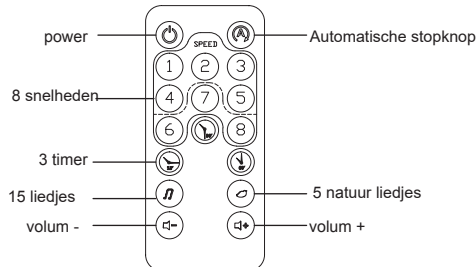 power
Automatische stopknop
SPEED
1 2 3
8 snelheden
4 7 5
6 8
3 timer
15 liedjes
5 natuur liedjes
volum -
volum +